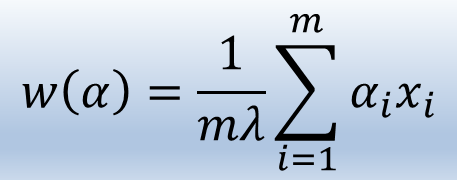 w(α) = 1/(mλ) ∑_{i=1}^{m} α_i x_i